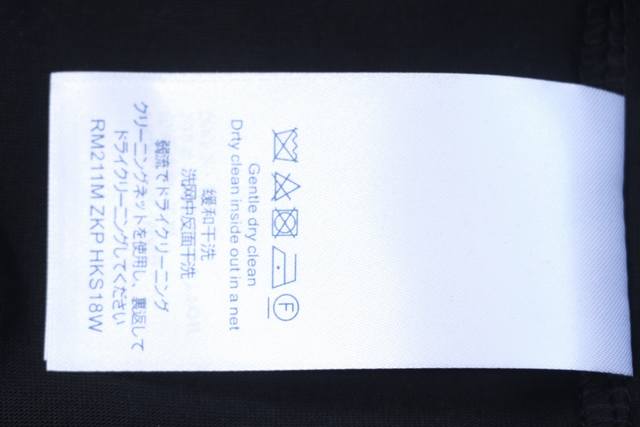 Gentle dry clean
Drty clean inside out in a net
缓和干洗
洗网中反面干洗
弱流でドライクリーニング
クリーニングネットを使用し、裏返して
ドライクリーニングしてください
RM211M ZKP HKS18W
F